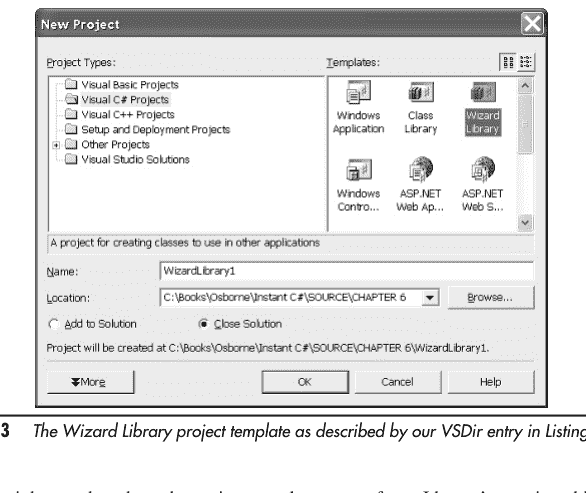 New Project
Project Types:
Templates:
Visual Basic Projects
Visual C# Projects
Visual C++ Projects
Setup and Deployment Projects
Other Projects
Visual Studio Solutions
Windows Application
Class Library
Wizard Library
Windows Contro...
ASP.NET Web Ap...
ASP.NET Web S...
A project for creating classes to use in other applications
Name:
WizardLibrary1
Location:
C:\Books\Osborne\Instant C#\SOURCE\CHAPTER 6
Browse...
Add to Solution
Close Solution
Project will be created at C:\Books\Osborne\Instant C#\SOURCE\CHAPTER 6\WizardLibrary1.
More
OK
Cancel
Help
3 The Wizard Library project template as described by our VSDir entry in Listing